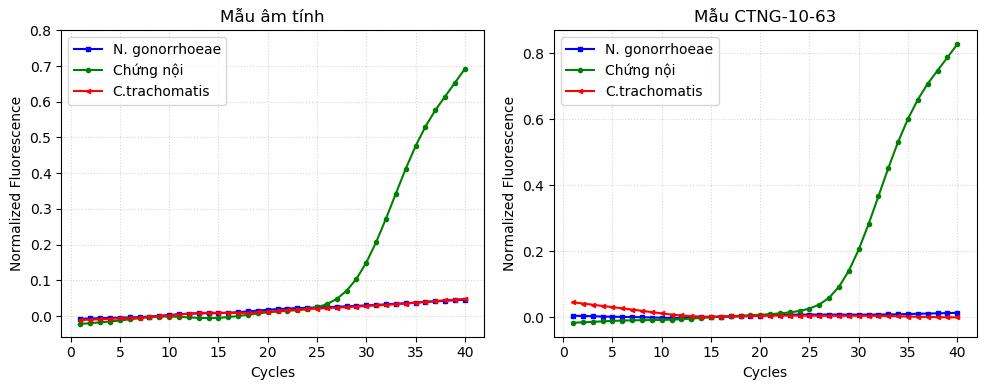 Mẫu âm tính
N. gonorrhoeae
Chứng nội
C.trachomatis
Normalized Fluorescence
0.8
0.7
0.6
0.5
0.4
0.3
0.2
0.1
0.0
0 5 10 15 20 25 30 35 40
Cycles
Mẫu CTNG-10-63
N. gonorrhoeae
Chứng nội
C.trachomatis
Normalized Fluorescence
0.8
0.6
0.4
0.2
0.0
0 5 10 15 20 25 30 35 40
Cycles